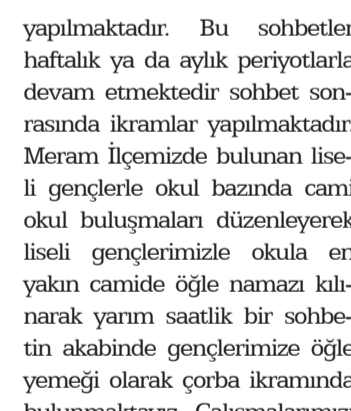 yapılmaktadır. Bu sohbetler
haftalık ya da aylık periyotlarla
devam etmektedir sohbet son-
rasında ikramlar yapılmaktadır.
Meram İlçemizde bulunan lise-
li gençlerle okul bazında cami
okul buluşmaları düzenleyerek
liseli gençlerimizle okula en
yakın camide öğle namazı kılı-
narak yarım saatlik bir sohbe-
tin akabinde gençlerimize öğle
yemeği olarak çorba ikramında
bulunmaktayız. Çalışmalarımızı